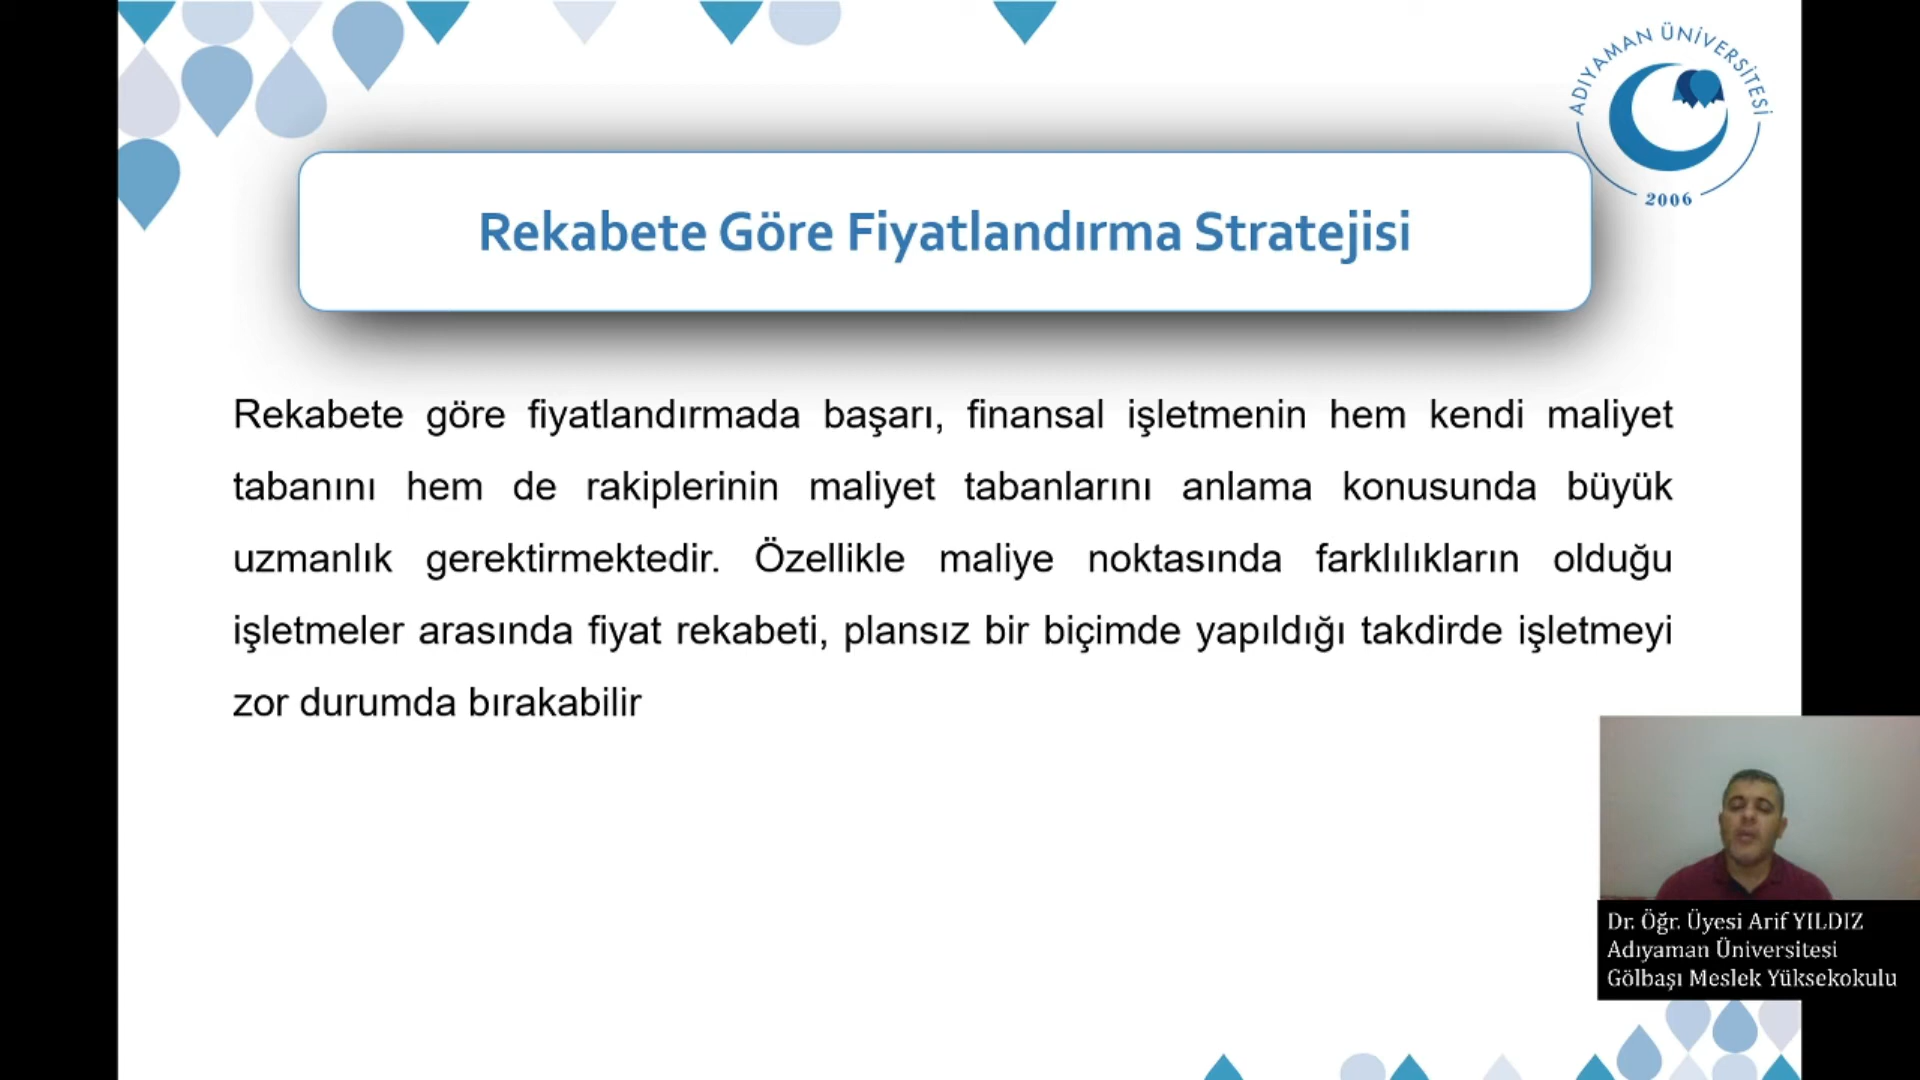 ADIYAMAN ÜNİVERSİTESİ
2006
Rekabete Göre Fiyatlandırma Stratejisi
Rekabete göre fiyatlandırmada başarı, finansal işletmenin hem kendi maliyet
tabanını hem de rakiplerinin maliyet tabanlarını anlama konusunda büyük
uzmanlık gerektirmektedir. Özellikle maliye noktasında farklılıkların olduğu
işletmeler arasında fiyat rekabeti, plansız bir biçimde yapıldığı takdirde işletmeyi
zor durumda bırakabilir
Dr. Öğr. Üyesi Arif YILDIZ
Adıyaman Üniversitesi
Gölbaşı Meslek Yüksekokulu